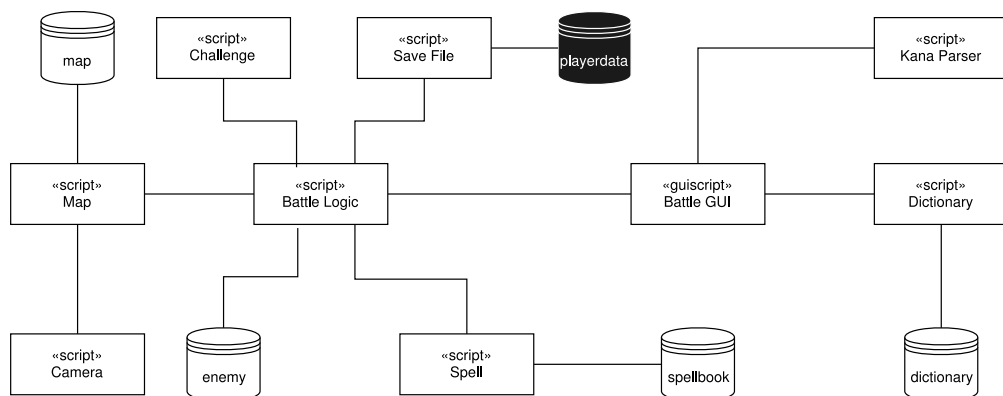 map
«script»
Challenge
«script»
Save File
playerdata
«script»
Kana Parser
«script»
Map
«script»
Battle Logic
«guiscript»
Battle GUI
«script»
Dictionary
«script»
Camera
enemy
«script»
Spell
spellbook
dictionary